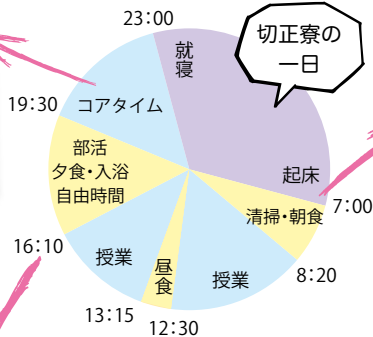 切正寮の
一日
23:00
就寝
起床
7:00
清掃・朝食
8:20
授業
12:30
昼食
13:15
授業
16:10
部活
夕食・入浴
自由時間
19:30
コアタイム